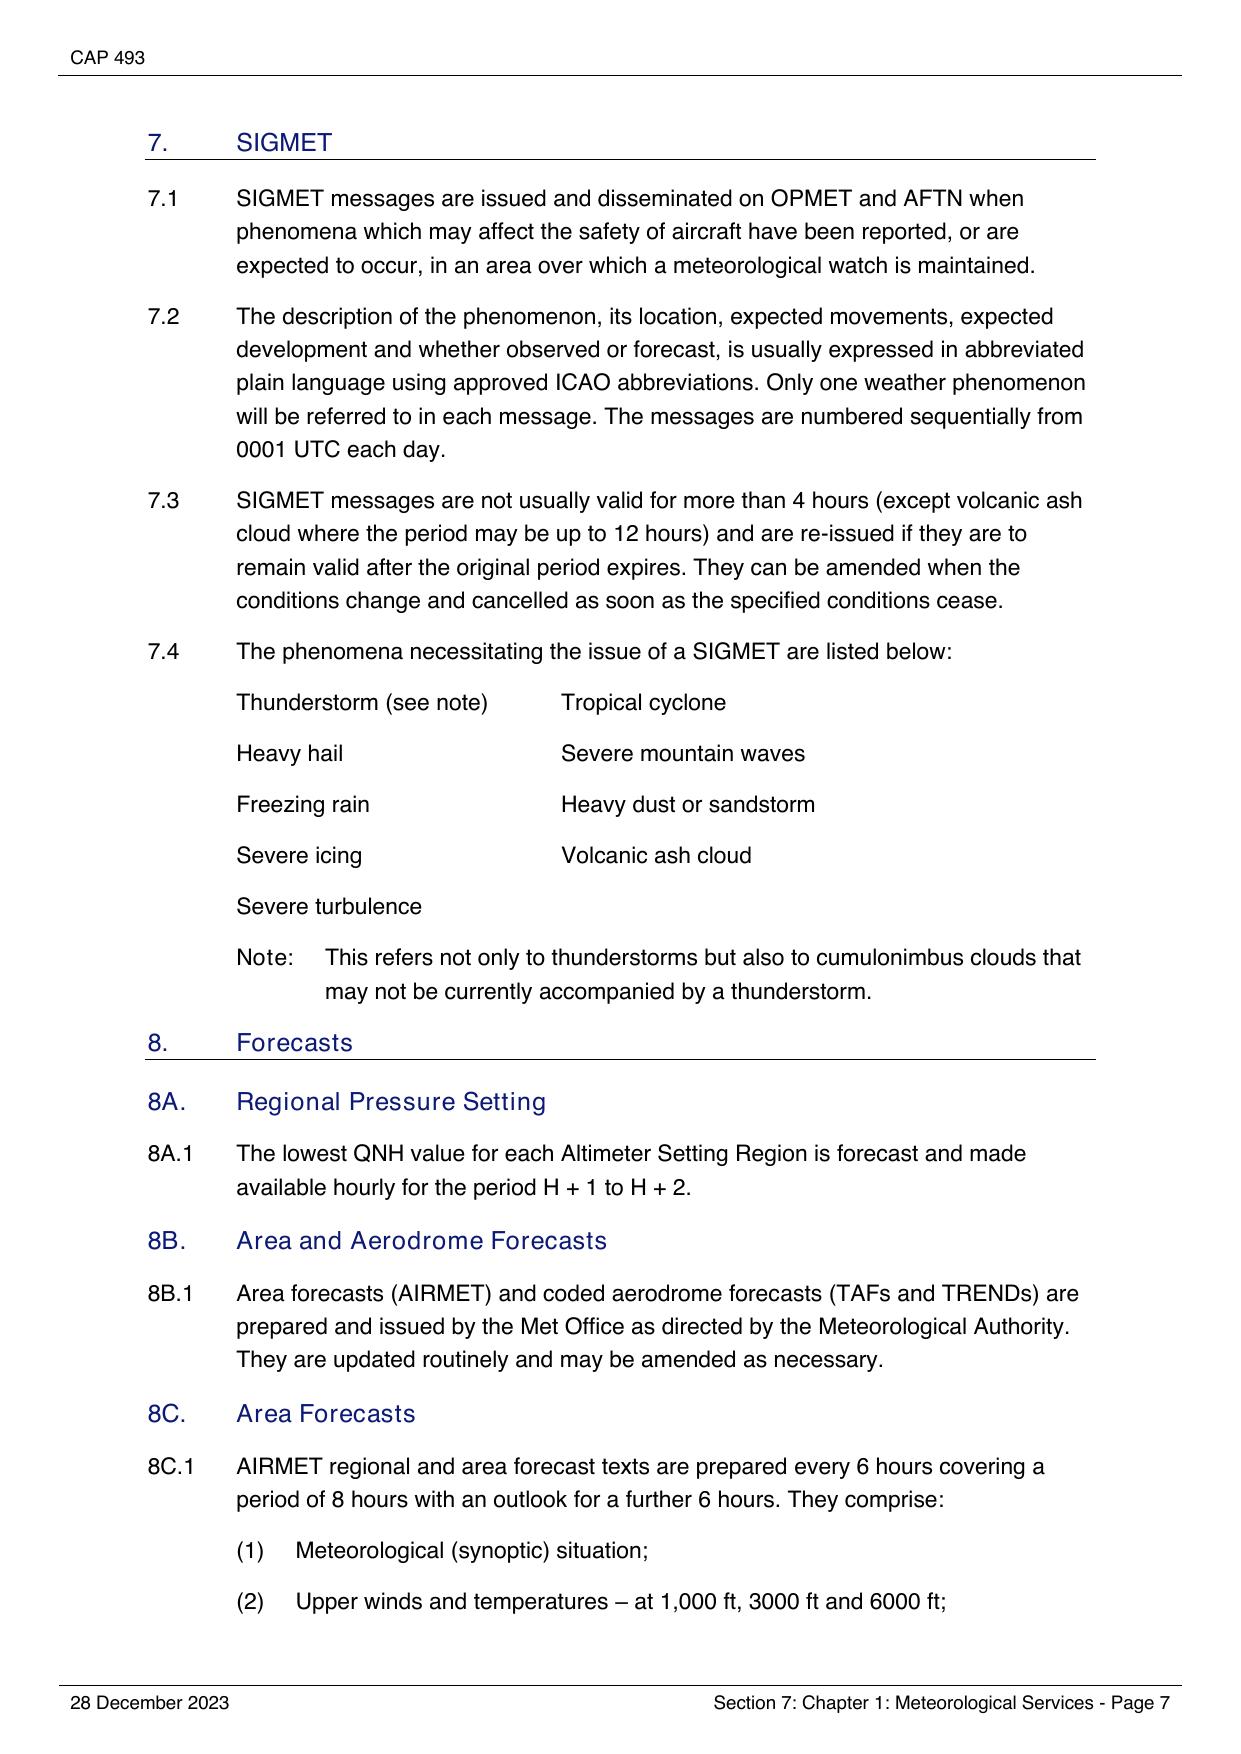 CAP 493
7. SIGMET
7.1 SIGMET messages are issued and disseminated on OPMET and AFTN when
phenomena which may affect the safety of aircraft have been reported, or are
expected to occur, in an area over which a meteorological watch is maintained.
7.2 The description of the phenomenon, its location, expected movements, expected
development and whether observed or forecast, is usually expressed in abbreviated
plain language using approved ICAO abbreviations. Only one weather phenomenon
will be referred to in each message. The messages are numbered sequentially from
0001 UTC each day.
7.3 SIGMET messages are not usually valid for more than 4 hours (except volcanic ash
cloud where the period may be up to 12 hours) and are re-issued if they are to
remain valid after the original period expires. They can be amended when the
conditions change and cancelled as soon as the specified conditions cease.
7.4 The phenomena necessitating the issue of a SIGMET are listed below:
Thunderstorm (see note) Tropical cyclone
Heavy hail Severe mountain waves
Freezing rain Heavy dust or sandstorm
Severe icing Volcanic ash cloud
Severe turbulence
Note: This refers not only to thunderstorms but also to cumulonimbus clouds that
may not be currently accompanied by a thunderstorm.
8. Forecasts
8A. Regional Pressure Setting
8A.1 The lowest QNH value for each Altimeter Setting Region is forecast and made
available hourly for the period H + 1 to H + 2.
8B. Area and Aerodrome Forecasts
8B.1 Area forecasts (AIRMET) and coded aerodrome forecasts (TAFs and TRENDs) are
prepared and issued by the Met Office as directed by the Meteorological Authority.
They are updated routinely and may be amended as necessary.
8C. Area Forecasts
8C.1 AIRMET regional and area forecast texts are prepared every 6 hours covering a
period of 8 hours with an outlook for a further 6 hours. They comprise:
(1) Meteorological (synoptic) situation;
(2) Upper winds and temperatures – at 1,000 ft, 3000 ft and 6000 ft;
28 December 2023 Section 7: Chapter 1: Meteorological Services - Page 7